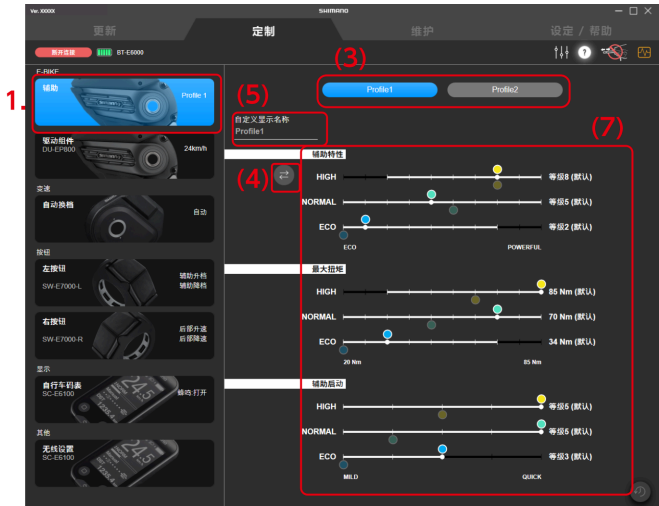 Ver. XXXXX
SHIMANO
更新
定制
维护
设定 / 帮助
断开连接
BT-E6000
(3)
E-BIKE
1.
辅助
Profile 1
Profile1
Profile2
(5)
自定义显示名称
Profile1
(7)
驱动组件
DU-EP800
24km/h
辅助特性
(4)
HIGH
等级8 (默认)
变速
NORMAL
等级5 (默认)
自动换档
自动
ECO
等级2 (默认)
ECO
POWERFUL
按钮
左按钮
SW-E7000-L
辅助升档
辅助降档
最大扭矩
HIGH
85 Nm (默认)
右按钮
SW-E7000-R
后部升速
后部降速
NORMAL
70 Nm (默认)
ECO
34 Nm (默认)
20 Nm
85 Nm
显示
自行车码表
SC-E6100
蜂鸣:打开
辅助启动
HIGH
等级5 (默认)
NORMAL
等级5 (默认)
其他
无线设置
SC-E6100
ECO
等级3 (默认)
MILD
QUICK